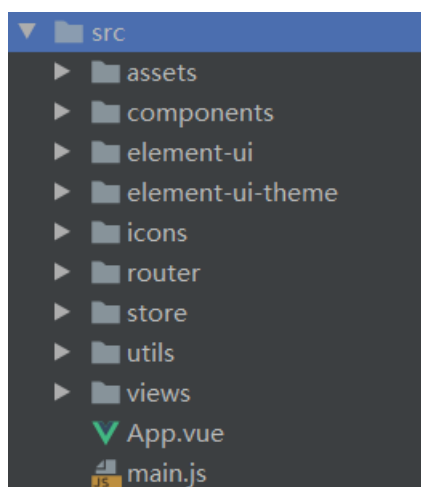 src
assets
components
element-ui
element-ui-theme
icons
router
store
utils
views
App.vue
JS main.js